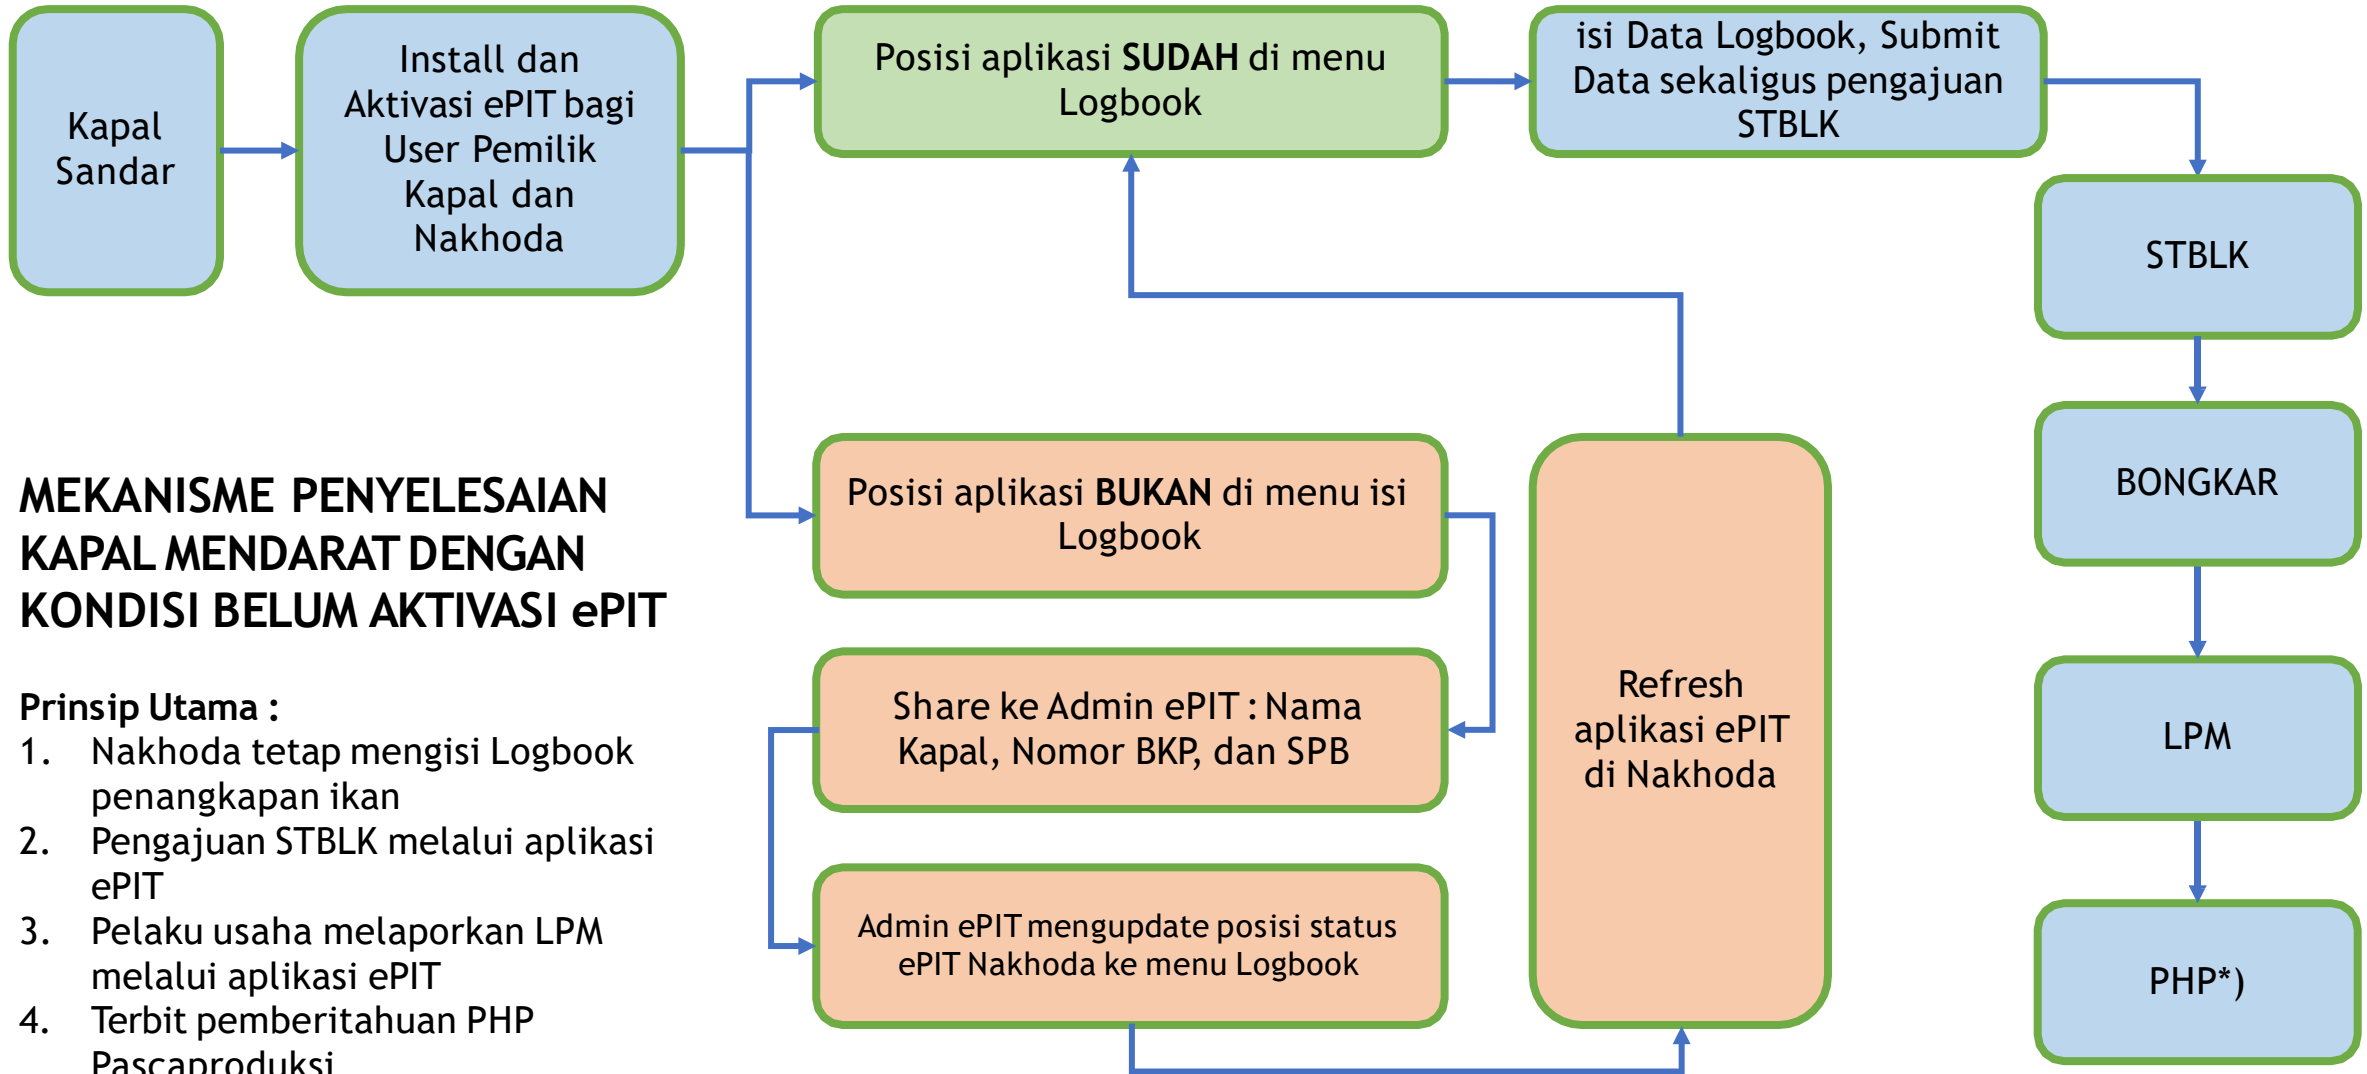 Kapal
Sandar
Install dan
Aktivasi ePIT bagi
User Pemilik
Kapal dan
Nakhoda
Posisi aplikasi SUDAH di menu
Logbook
isi Data Logbook, Submit
Data sekaligus pengajuan
STBLK
STBLK
BONGKAR
LPM
PHP*)
Posisi aplikasi BUKAN di menu isi
Logbook
Share ke Admin ePIT : Nama
Kapal, Nomor BKP, dan SPB
Admin ePIT mengupdate posisi status
ePIT Nakhoda ke menu Logbook
Refresh
aplikasi ePIT
di Nakhoda
MEKANISME PENYELESAIAN
KAPAL MENDARAT DENGAN
KONDISI BELUM AKTIVASI ePIT
Prinsip Utama :
1. Nakhoda tetap mengisi Logbook
penangkapan ikan
2. Pengajuan STBLK melalui aplikasi
ePIT
3. Pelaku usaha melaporkan LPM
melalui aplikasi ePIT
4. Terbit pemberitahuan PHP
Pascaproduksi